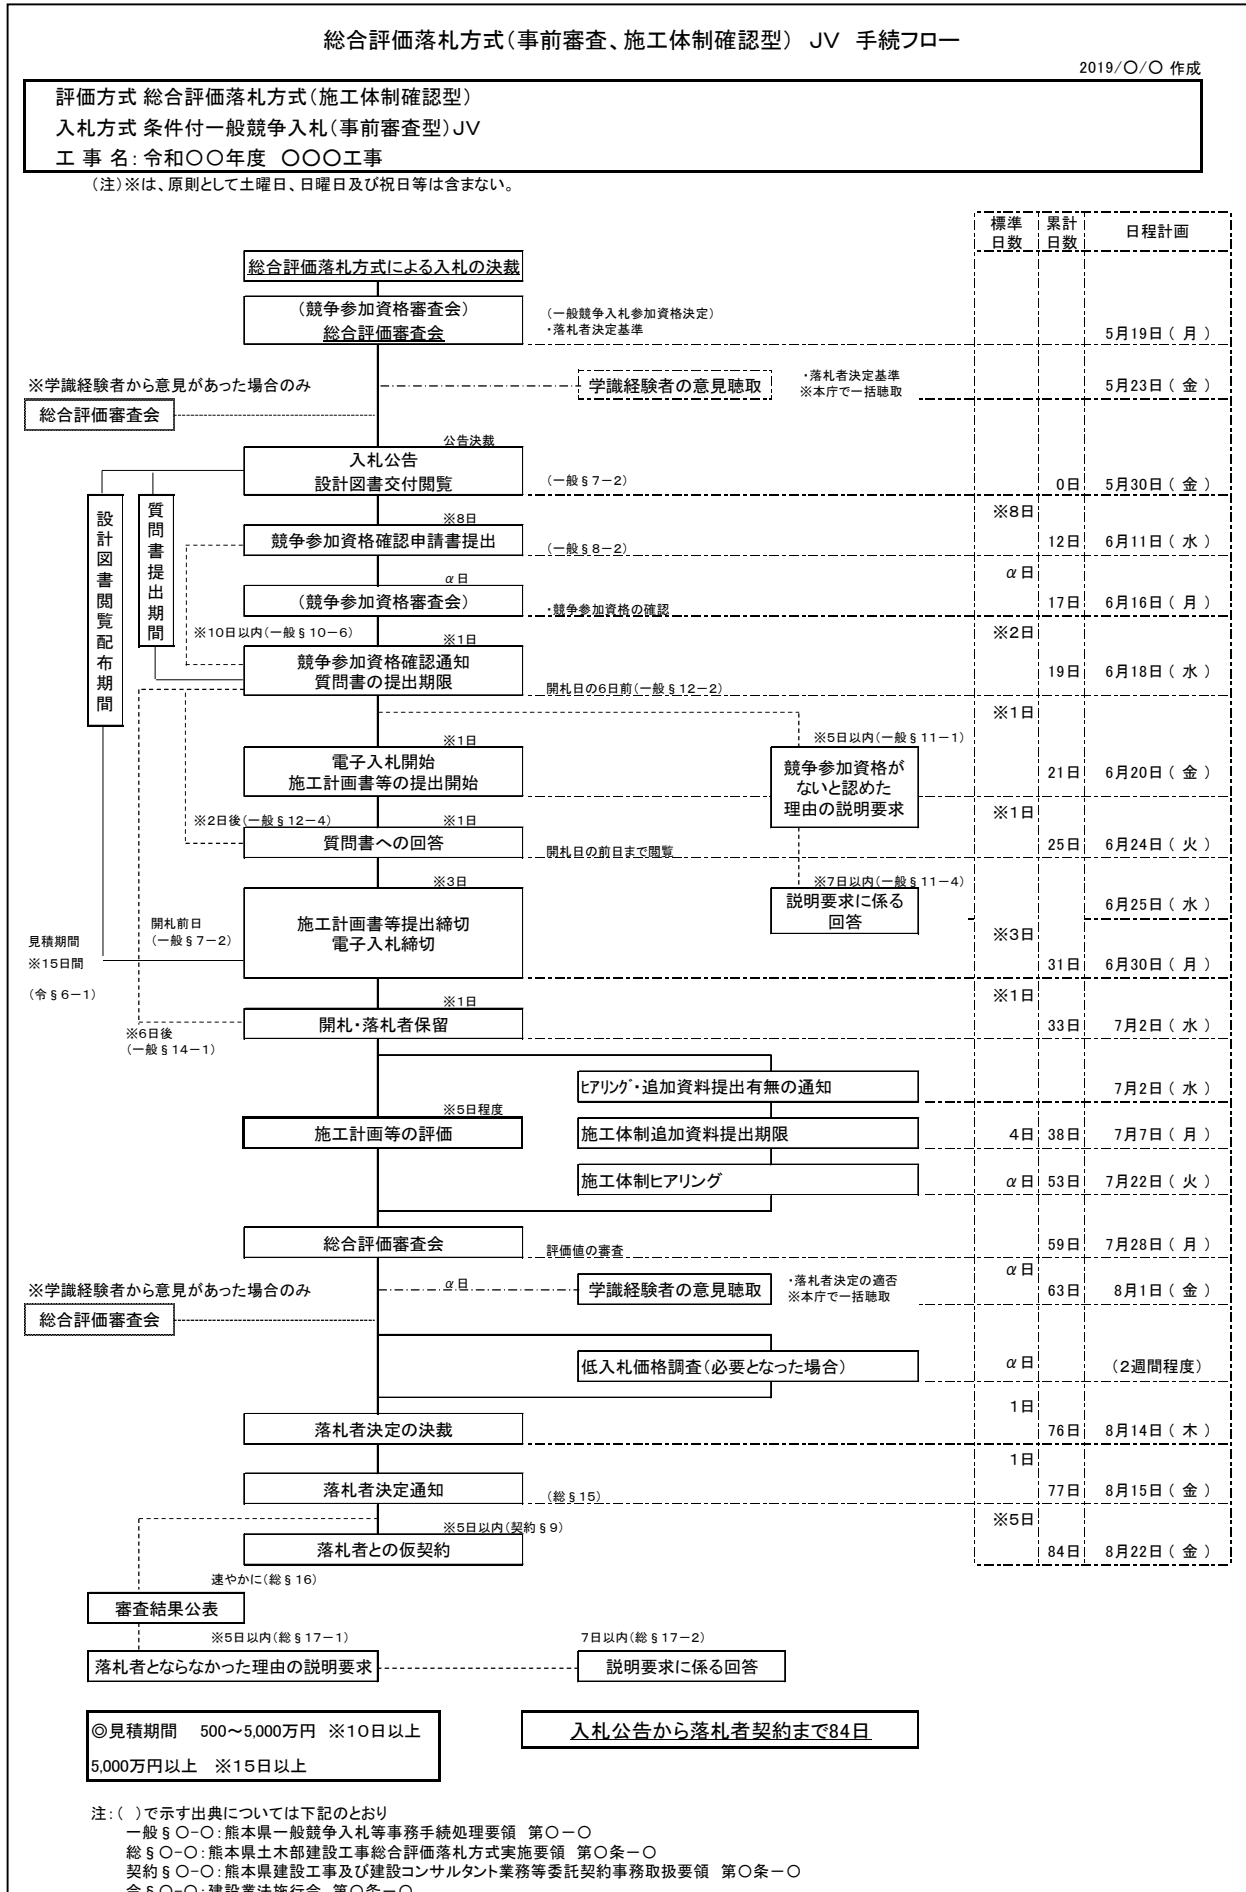 総合評価落札方式（事前審査、施工体制確認型）　ＪＶ　手続フロー
2019/〇/〇 作成
評価方式 総合評価落札方式（施工体制確認型）
入札方式 条件付一般競争入札（事前審査型）ＪＶ
工 事 名：令和〇〇年度　〇〇〇工事
（注）※は、原則として土曜日、日曜日及び祝日等は含まない。
標準日数
累計日数
日程計画
総合評価落札方式による入札の決裁
（競争参加資格審査会）
総合評価審査会
（一般競争入札参加資格決定）
・落札者決定基準
5月19日（ 月 ）
※学識経験者から意見があった場合のみ
学識経験者の意見聴取
・落札者決定基準
※本庁で一括聴取
5月23日（ 金 ）
総合評価審査会
公告決裁
入札公告
設計図書交付閲覧
（一般§７－２）
0日
5月30日（ 金 ）
設計図書閲覧配布期間
質問書提出期間
※8日
※8日
競争参加資格確認申請書提出
（一般§８－２）
12日
6月11日（ 水 ）
α日
α日
（競争参加資格審査会）
・競争参加資格の確認
17日
6月16日（ 月 ）
※10日以内（一般§１０－６）
※1日
※2日
競争参加資格確認通知
質問書の提出期限
開札日の6日前（一般§１２－２）
19日
6月18日（ 水 ）
※1日
※1日
※5日以内（一般§１１－１）
電子入札開始
施工計画書等の提出開始
競争参加資格が
ないと認めた
理由の説明要求
21日
6月20日（ 金 ）
※2日後（一般§１２－４）
※1日
※1日
質問書への回答
開札日の前日まで閲覧
25日
6月24日（ 火 ）
※3日
※7日以内（一般§１１－４）
説明要求に係る
回答
6月25日（ 水 ）
施工計画書等提出締切
電子入札締切
開札前日
（一般§７－２）
見積期間
※15日間
（令§６－１）
※3日
31日
6月30日（ 月 ）
※1日
※1日
開札・落札者保留
33日
7月2日（ 水 ）
※6日後
（一般§１４－１）
ﾋｱﾘﾝｸﾞ・追加資料提出有無の通知
7月2日（ 水 ）
※5日程度
施工計画等の評価
施工体制追加資料提出期限
4日
38日
7月7日（ 月 ）
施工体制ヒアリング
α日
53日
7月22日（ 火 ）
総合評価審査会
評価値の審査
59日
7月28日（ 月 ）
α日
※学識経験者から意見があった場合のみ
α日
学識経験者の意見聴取
・落札者決定の適否
※本庁で一括聴取
63日
8月1日（ 金 ）
総合評価審査会
低入札価格調査（必要となった場合）
α日
（２週間程度）
1日
落札者決定の決裁
76日
8月14日（ 木 ）
1日
落札者決定通知
（総§１５）
77日
8月15日（ 金 ）
※5日以内（契約§９）
※5日
落札者との仮契約
84日
8月22日（ 金 ）
速やかに（総§１６）
審査結果公表
※5日以内（総§１７－１）
7日以内（総§１７－２）
落札者とならなかった理由の説明要求
説明要求に係る回答
◎見積期間　500～5,000万円　※１０日以上
5,000万円以上　※１５日以上
入札公告から落札者契約まで84日
注：（　）で示す出典については下記のとおり
一般§〇-〇：熊本県一般競争入札等事務手続処理要領　第〇－〇
総§〇-〇：熊本県土木部建設工事総合評価落札方式実施要領　第〇条－〇
契約§〇-〇：熊本県建設工事及び建設コンサルタント業務等委託契約事務取扱要領　第〇条－〇
令§〇-〇：建設業法施行令　第〇条－〇